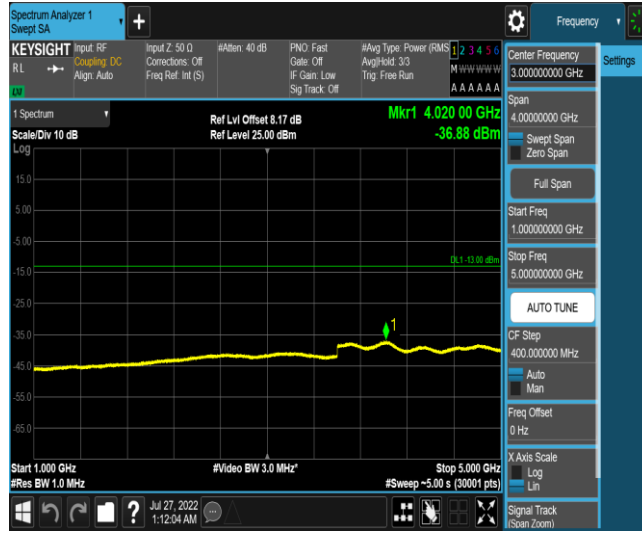 Spectrum Analyzer 1
Swept SA
Frequency
KEYSIGHT
RL
Input: RF
Coupling: DC
Align: Auto
Input Z: 50 Ω
Corrections: Off
Freq Ref: Int (S)
#Atten: 40 dB
PNO: Fast
Gate: Off
IF Gain: Low
Sig Track: Off
#Avg Type: Power (RMS
Avg|Hold: 3/3
Trig: Free Run
1 2 3 4 5 6
M W W W W W
A A A A A A
1 Spectrum
Scale/Div 10 dB
Ref Lvl Offset 8.17 dB
Ref Level 25.00 dBm
Mkr1 4.020 00 GHz
-36.88 dBm
Log
15.0
5.00
-5.00
-15.0
-25.0
-35.0
-45.0
-55.0
-65.0
DL1 -13.00 dBm
1
Start 1.000 GHz
#Res BW 1.0 MHz
#Video BW 3.0 MHz*
Stop 5.000 GHz
#Sweep ~5.00 s (30001 pts)
?
Jul 27, 2022
1:12:04 AM
Center Frequency
3.000000000 GHz
Settings
Span
4.00000000 GHz
Swept Span
Zero Span
Full Span
Start Freq
1.000000000 GHz
Stop Freq
5.000000000 GHz
AUTO TUNE
CF Step
400.000000 MHz
Auto
Man
Freq Offset
0 Hz
X Axis Scale
Log
Lin
Signal Track
(Span Zoom)